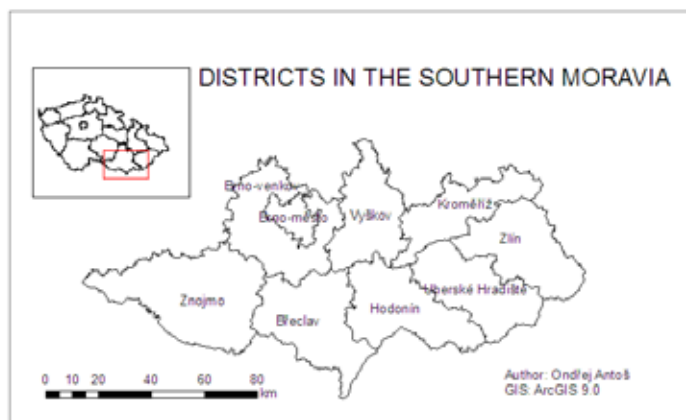 DISTRICTS IN THE SOUTHERN MORAVIA
Brno-venkov
Brno-město
Vyškov
Kroměříž
Zlín
Uherské Hradiště
Znojmo
Břeclav
Hodonín
0 10 20 40 60 80
km
Author: Ondřej Antoš
GIS: ArcGIS 9.0